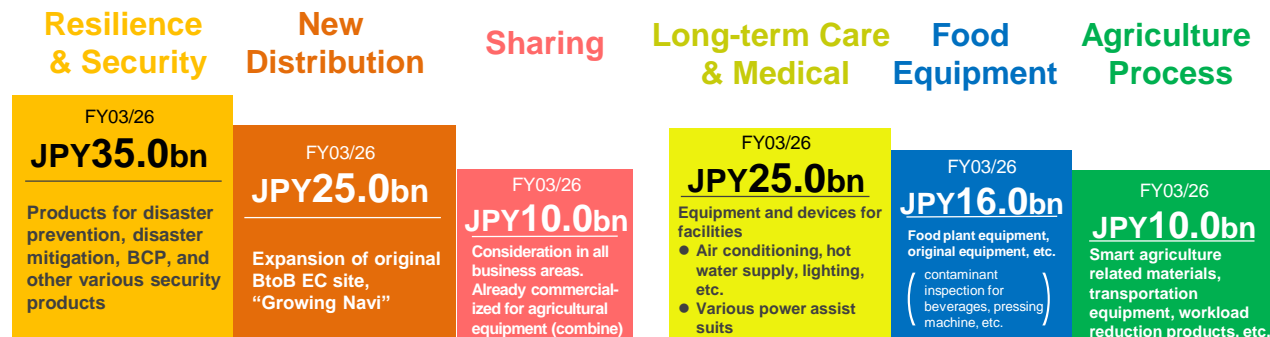 Resilience
& Security
FY03/26
JPY35.0bn
Products for disaster
prevention, disaster
mitigation, BCP, and
other various security
products
New
Distribution
FY03/26
JPY25.0bn
Expansion of original
BtoB EC site,
“Growing Navi”
Sharing
FY03/26
JPY10.0bn
Consideration in all
business areas.
Already commercial-
ized for agricultural
equipment (combine)
Long-term Care
& Medical
FY03/26
JPY25.0bn
Equipment and devices for
facilities
● Air conditioning, hot
water supply, lighting,
etc.
● Various power assist
suits
Food
Equipment
FY03/26
JPY16.0bn
Food plant equipment,
original equipment, etc.
(contaminant
inspection for
beverages, pressing
machine, etc.)
Agriculture
Process
FY03/26
JPY10.0bn
Smart agriculture
related materials,
transportation
equipment, workload
reduction products, etc.